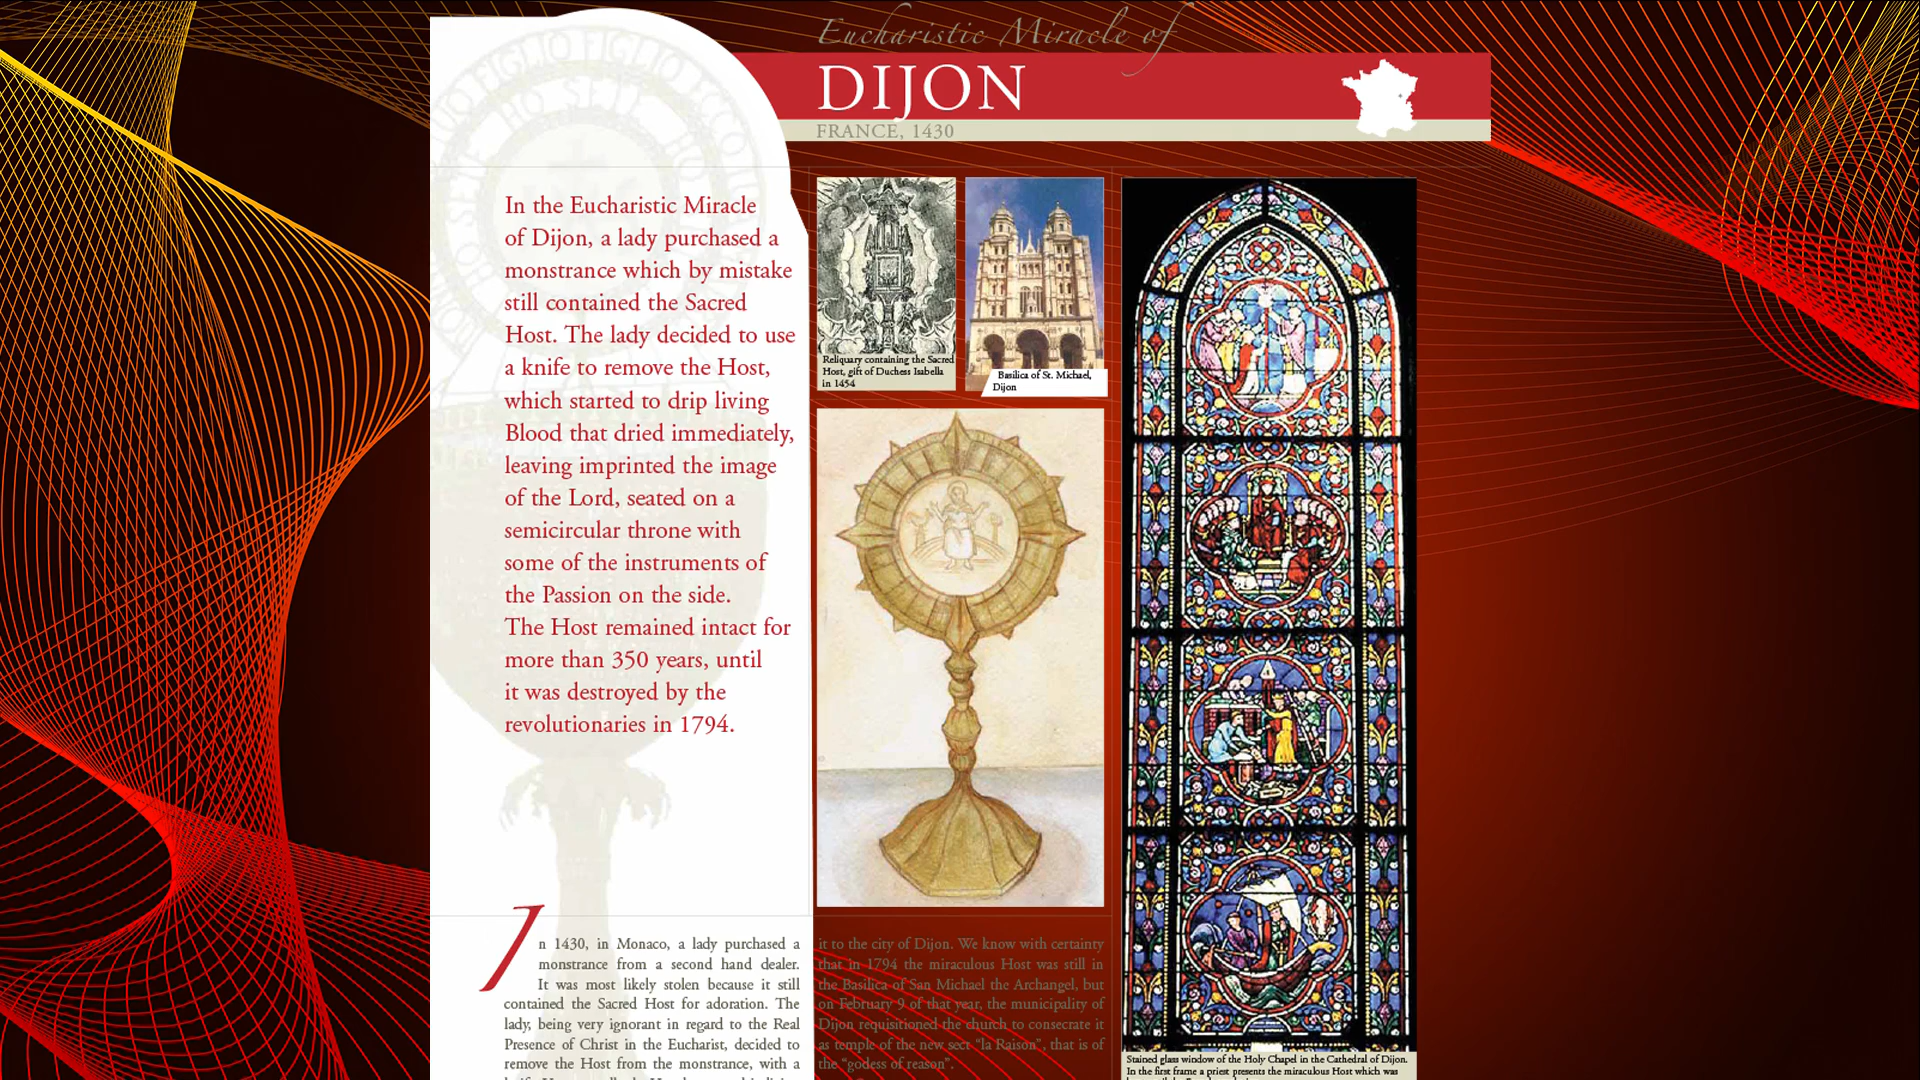 Eucharistic Miracle of
DIJON
FRANCE, 1430
In the Eucharistic Miracle
of Dijon, a lady purchased a
monstrance which by mistake
still contained the Sacred
Host. The lady decided to use
a knife to remove the Host,
which started to drip living
Blood that dried immediately,
leaving imprinted the image
of the Lord, seated on a
semicircular throne with
some of the instruments of
the Passion on the side.
The Host remained intact for
more than 350 years, until
it was destroyed by the
revolutionaries in 1794.
Reliquary containing the Sacred
Host, gift of Duchess Isabella
in 1454
Basilica of St. Michael,
Dijon
In 1430, in Monaco, a lady purchased a
monstrance from a second hand dealer.
It was most likely stolen because it still
contained the Sacred Host for adoration. The
lady, being very ignorant in regard to the Real
Presence of Christ in the Eucharist, decided to
remove the Host from the monstrance, with a
it to the city of Dijon. We know with certainty
that in 1794 the miraculous Host was still in
the Basilica of San Michael the Archangel, but
on February 9 of that year, the municipality of
Dijon requisitioned the church to consecrate it
as temple of the new sect “la Raison”, that is of
the “godess of reason”.
Stained glass window of the Holy Chapel in the Cathedral of Dijon.
In the first frame a priest presents the miraculous Host which was